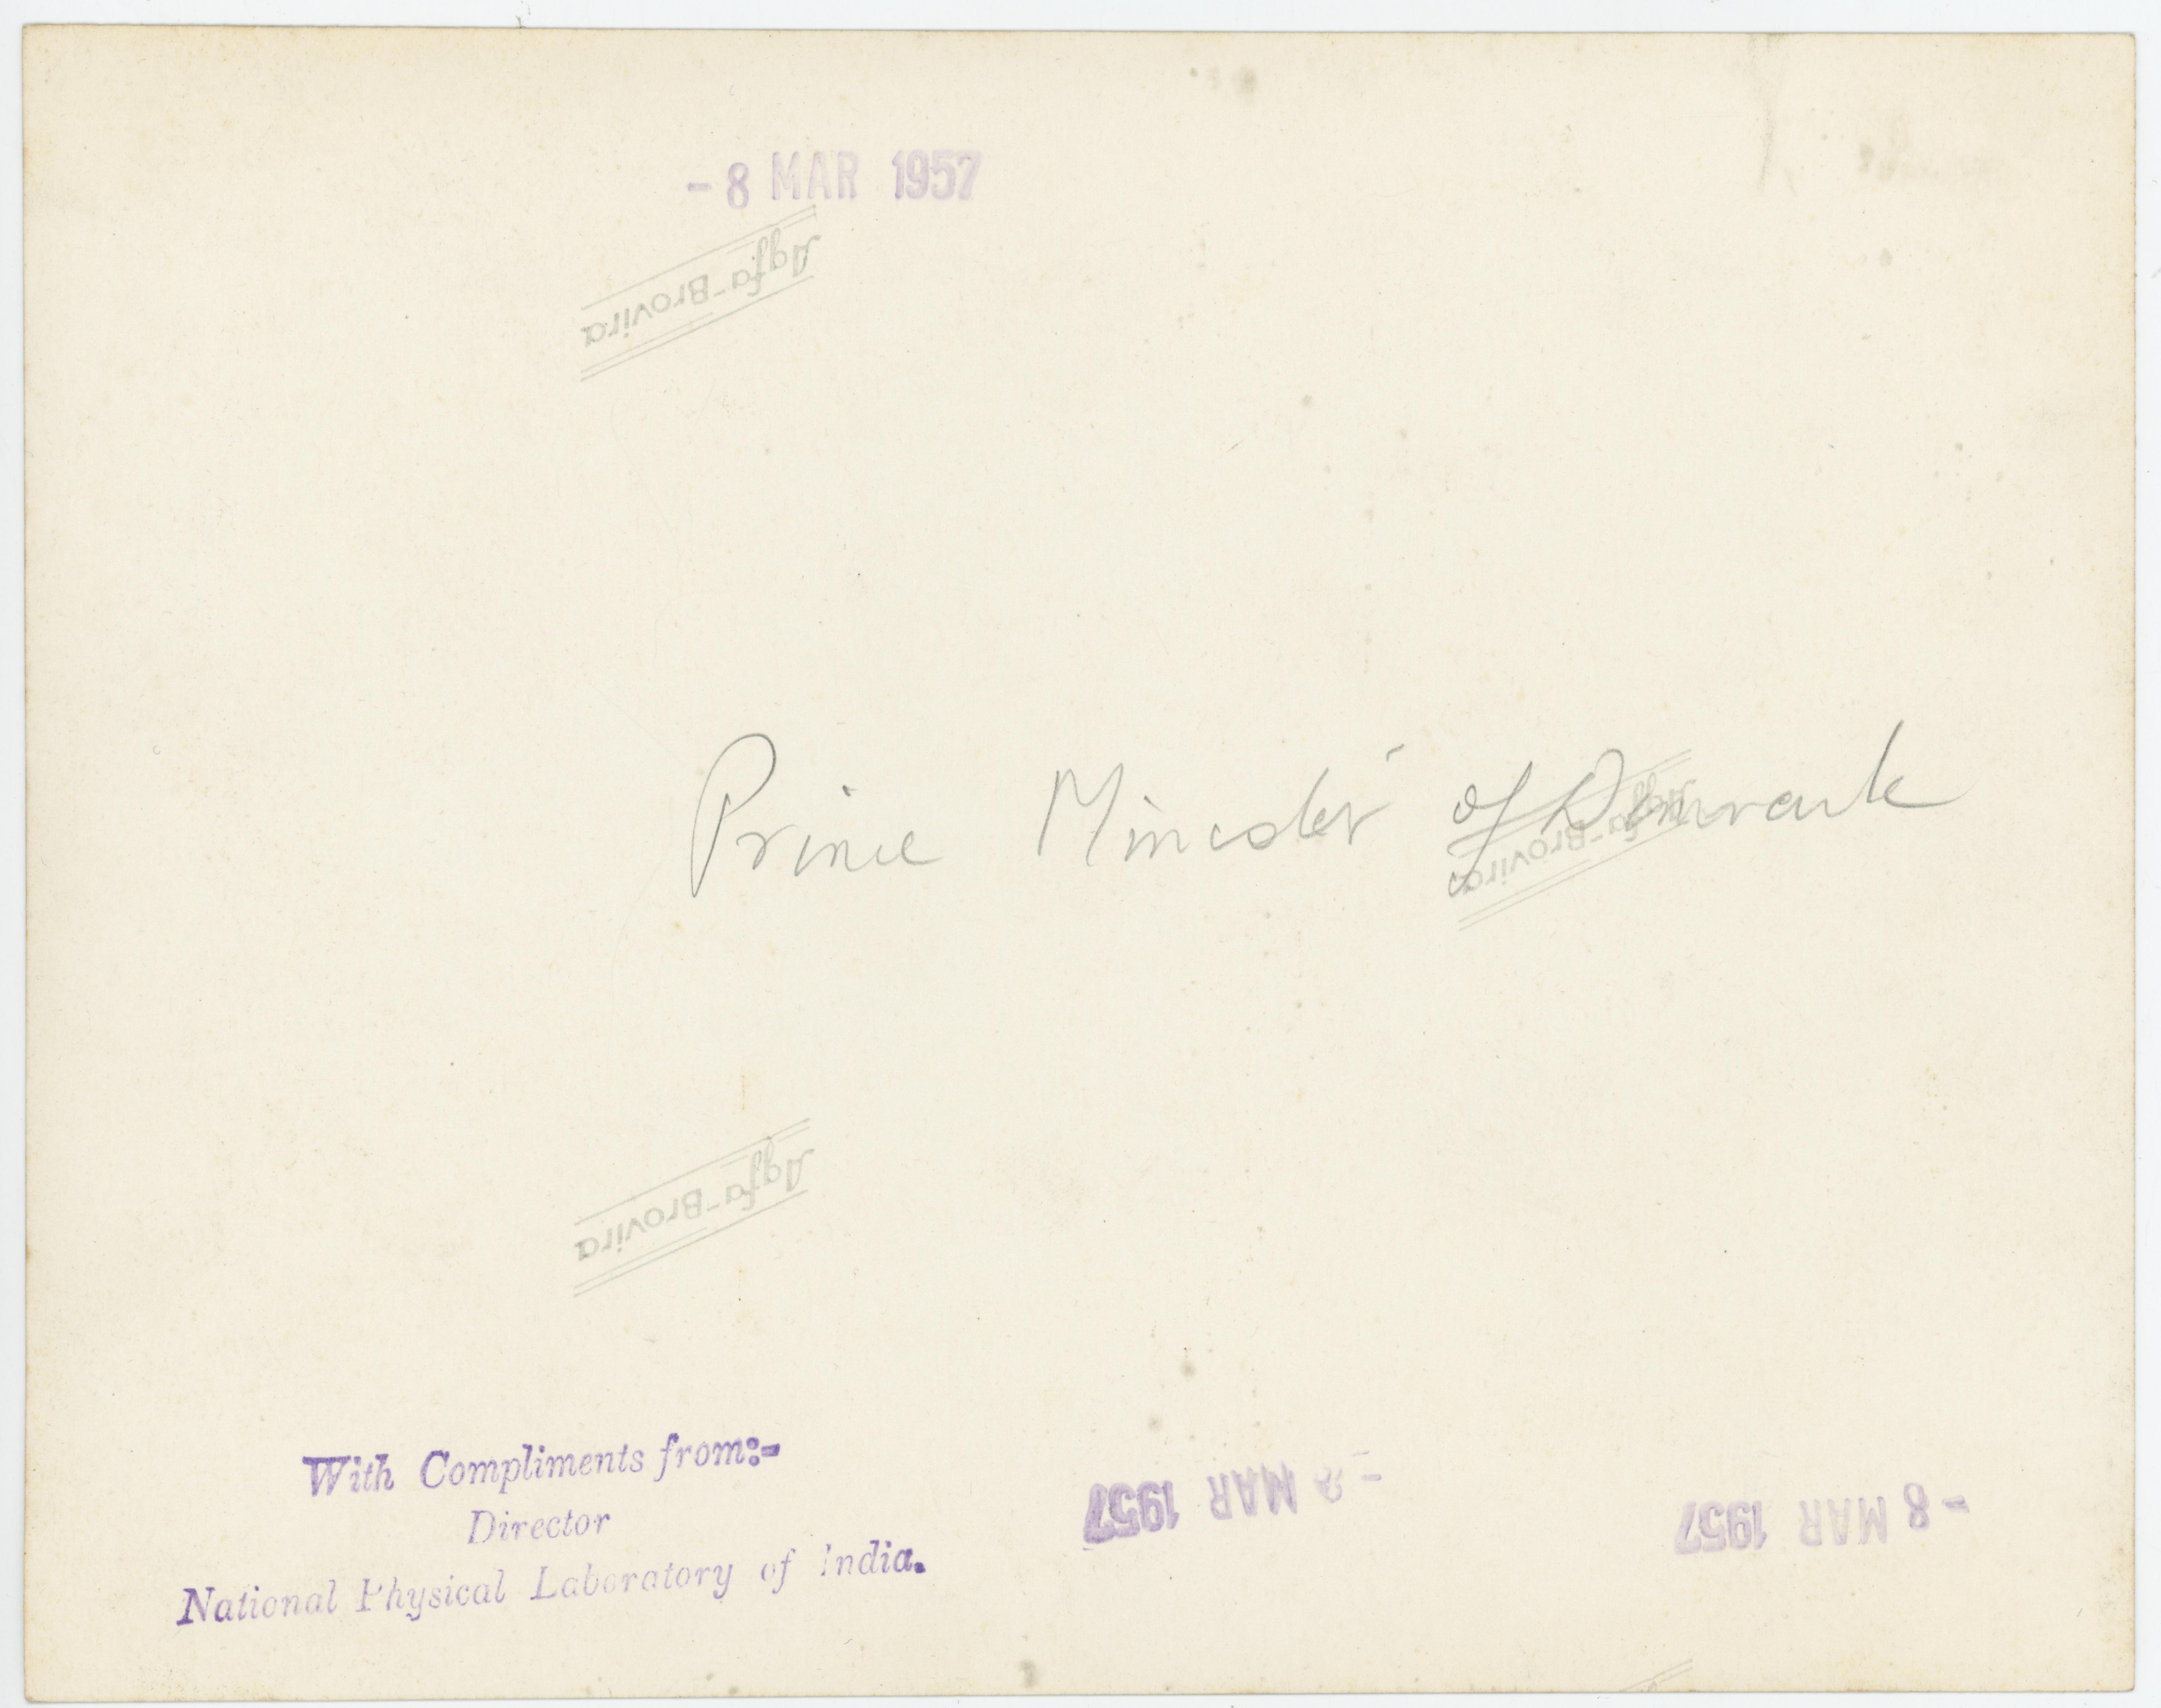 - 8 MAR 1957
Agfa-Brovira
Prime Minister of Denmark
Agfa-Brovira
Agfa-Brovira
With Compliments from:-
Director
National Physical Laboratory of India.
- 8 MAR 1957
- 8 MAR 1957